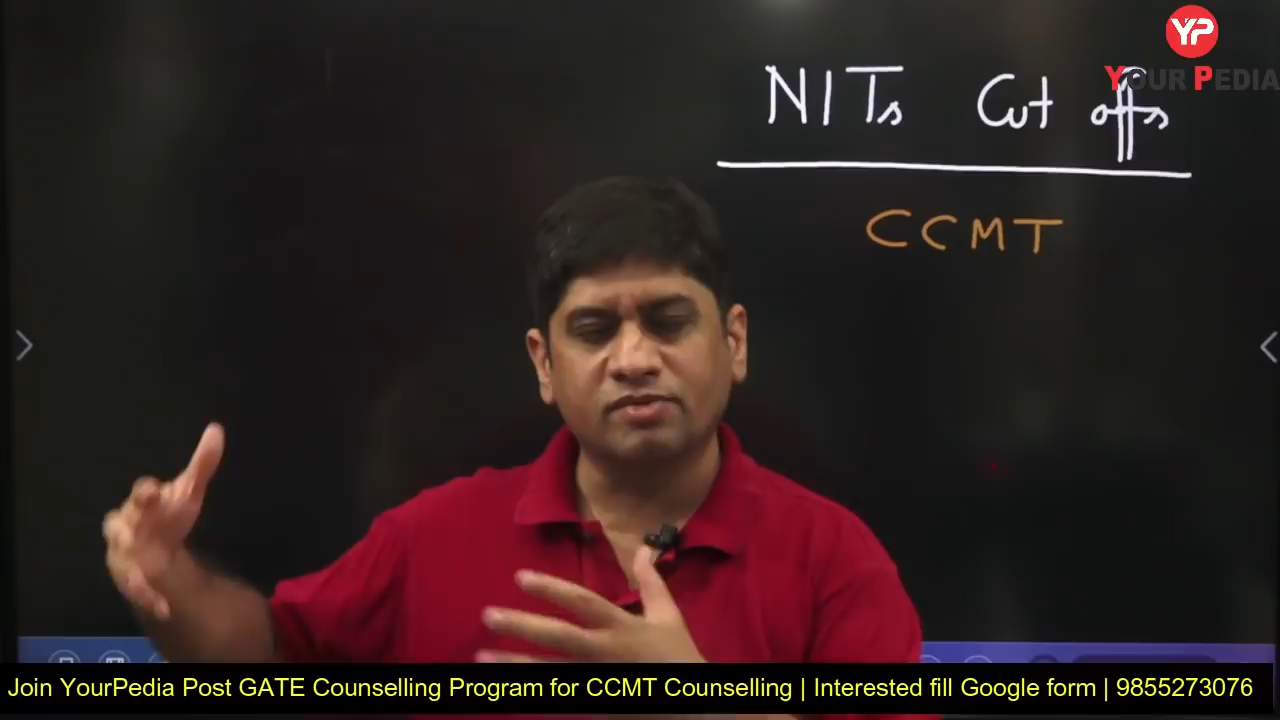 YP
YOUR PEDIA
NITs Cut offs
CCMT
Join YourPedia Post GATE Counselling Program for CCMT Counselling | Interested fill Google form | 9855273076